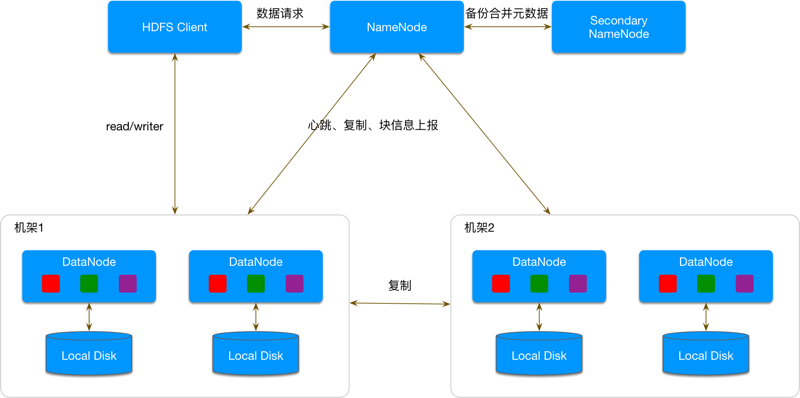 HDFS Client
数据请求
NameNode
备份合并元数据
Secondary
NameNode
read/writer
心跳、复制、块信息上报
机架1
DataNode
DataNode
Local Disk
Local Disk
复制
机架2
DataNode
DataNode
Local Disk
Local Disk